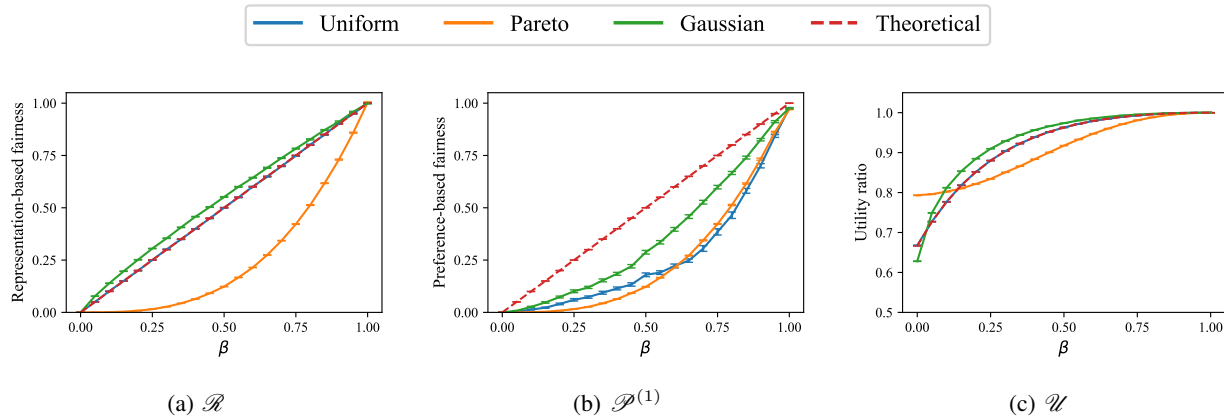 Uniform Pareto Gaussian Theoretical
Representation-based fairness
1.00
0.75
0.50
0.25
0.00
0.00 0.25 0.50 0.75 1.00
β
(a) ℛ
Preference-based fairness
1.00
0.75
0.50
0.25
0.00
0.00 0.25 0.50 0.75 1.00
β
(b) 𝒫(1)
Utility ratio
1.0
0.9
0.8
0.7
0.6
0.5
0.00 0.25 0.50 0.75 1.00
β
(c) 𝒰